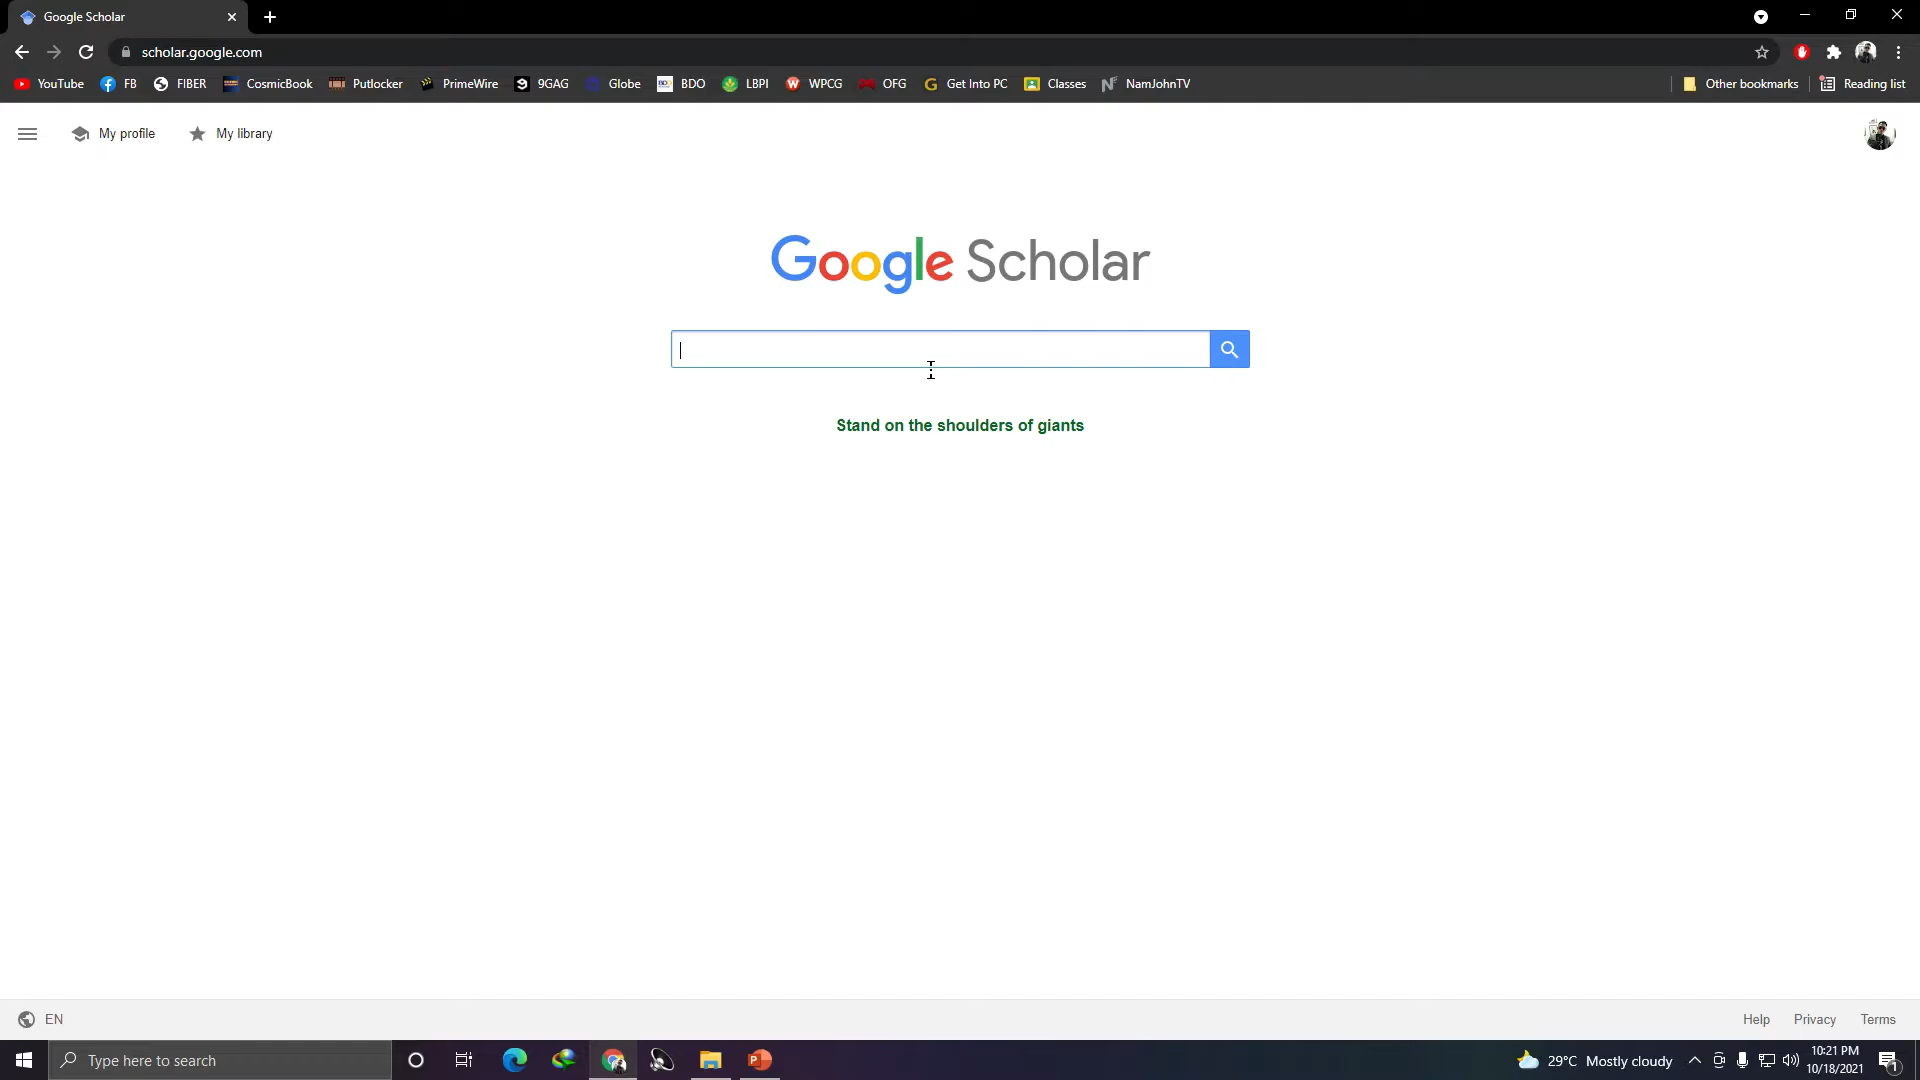 Google Scholar
scholar.google.com
YouTube FB FIBER CosmicBook Putlocker PrimeWire 9GAG Globe BDO LBPI WPCG OFG Get Into PC Classes NamJohnTV Other bookmarks Reading list
My profile My library
Google Scholar
Stand on the shoulders of giants
EN Help Privacy Terms
Type here to search 29°C Mostly cloudy 10:21 PM
10/18/2021 1